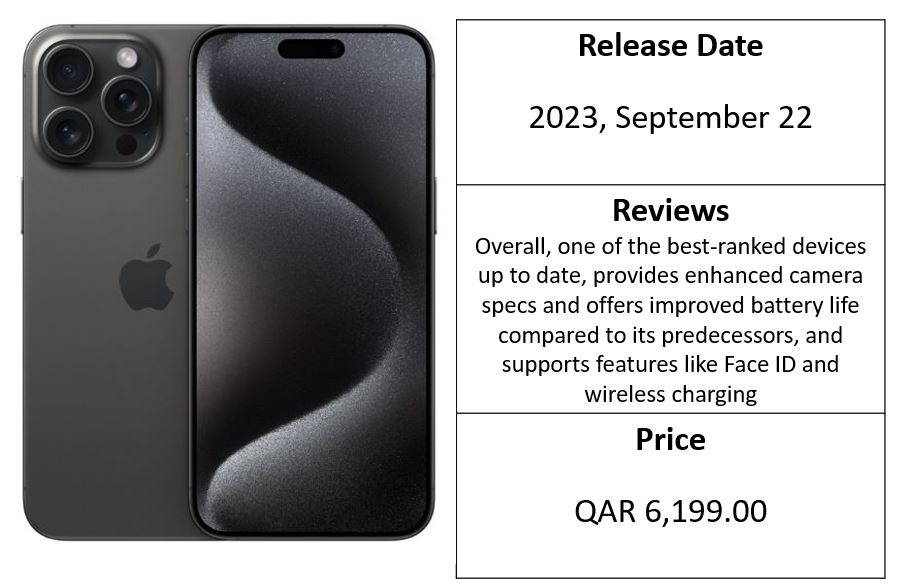 Release Date
2023, September 22
Reviews
Overall, one of the best-ranked devices
up to date, provides enhanced camera
specs and offers improved battery life
compared to its predecessors, and
supports features like Face ID and
wireless charging
Price
QAR 6,199.00